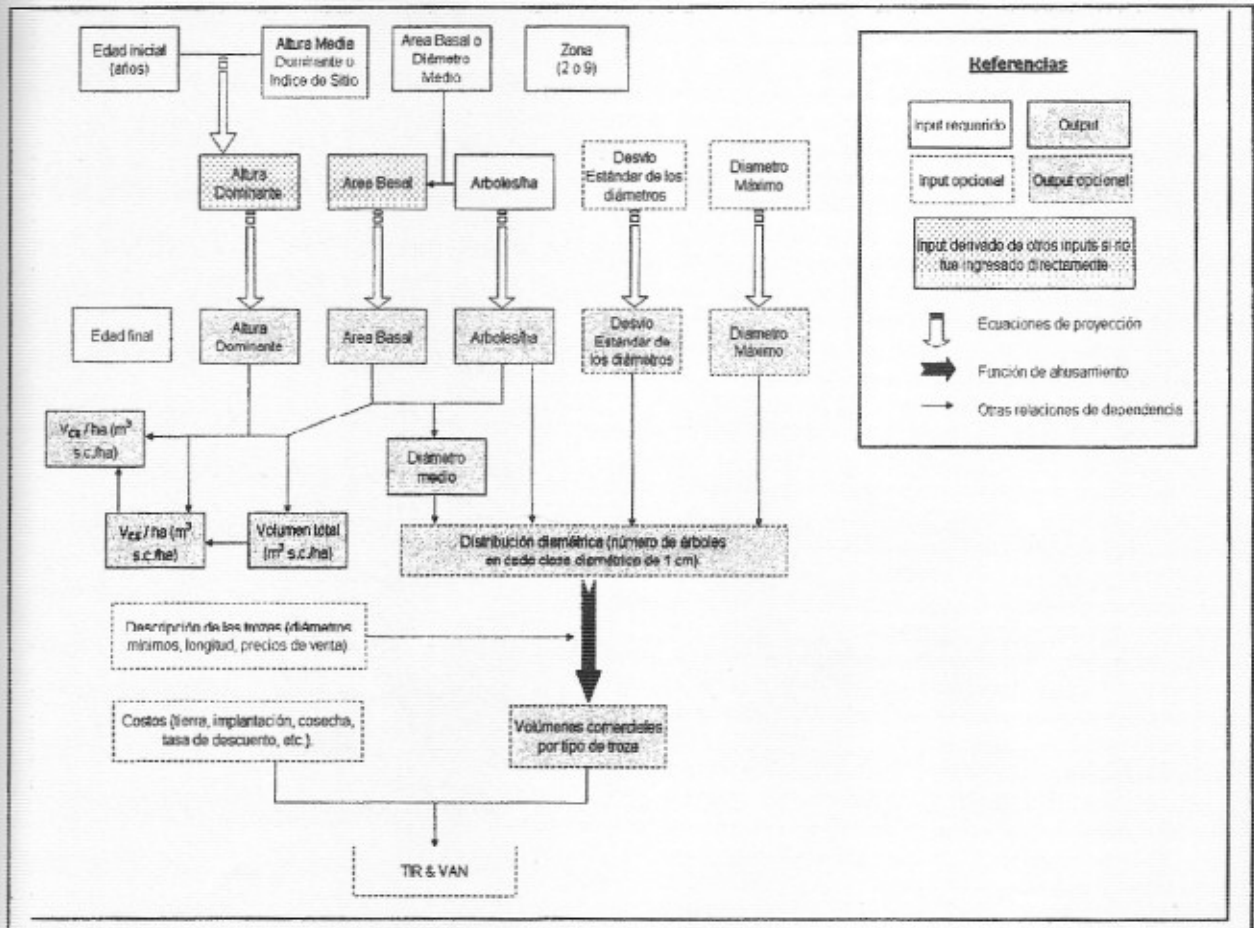 Edad inicial
(años)
Altura Media
Dominante o
Indice de Sitio
Area Basal o
Diámetro
Medio
Zona
(2 o 9)
Altura
Dominante
Area Basal
Arboles/ha
Desvío
Estándar de los
diámetros
Diametro
Máximo
Edad final
Altura
Dominante
Area Basal
Arboles/ha
Desvío
Estándar de
los diámetros
Diametro
Máximo
/ ha (m³
s.c./ha)
Diámetro
medio
/ ha (m³
s.c./ha)
Volumen total
(m³ s.c./ha)
Distribución diamétrica (número de árboles
en cada clase diamétrica de 1 cm).
Descripción de las trozas (diámetros
mínimos, longitud, precios de venta)
Costos (tierra, implantación, cosecha,
tasa de descuento, etc.).
Volúmenes comerciales
por tipo de troza
TIR & VAN
Referencias
Input requerido
Output
Input opcional
Output opcional
Input derivado de otros inputs si no
fue ingresado directamente
Ecuaciones de proyección
Función de ahusamiento
Otras relaciones de dependencia